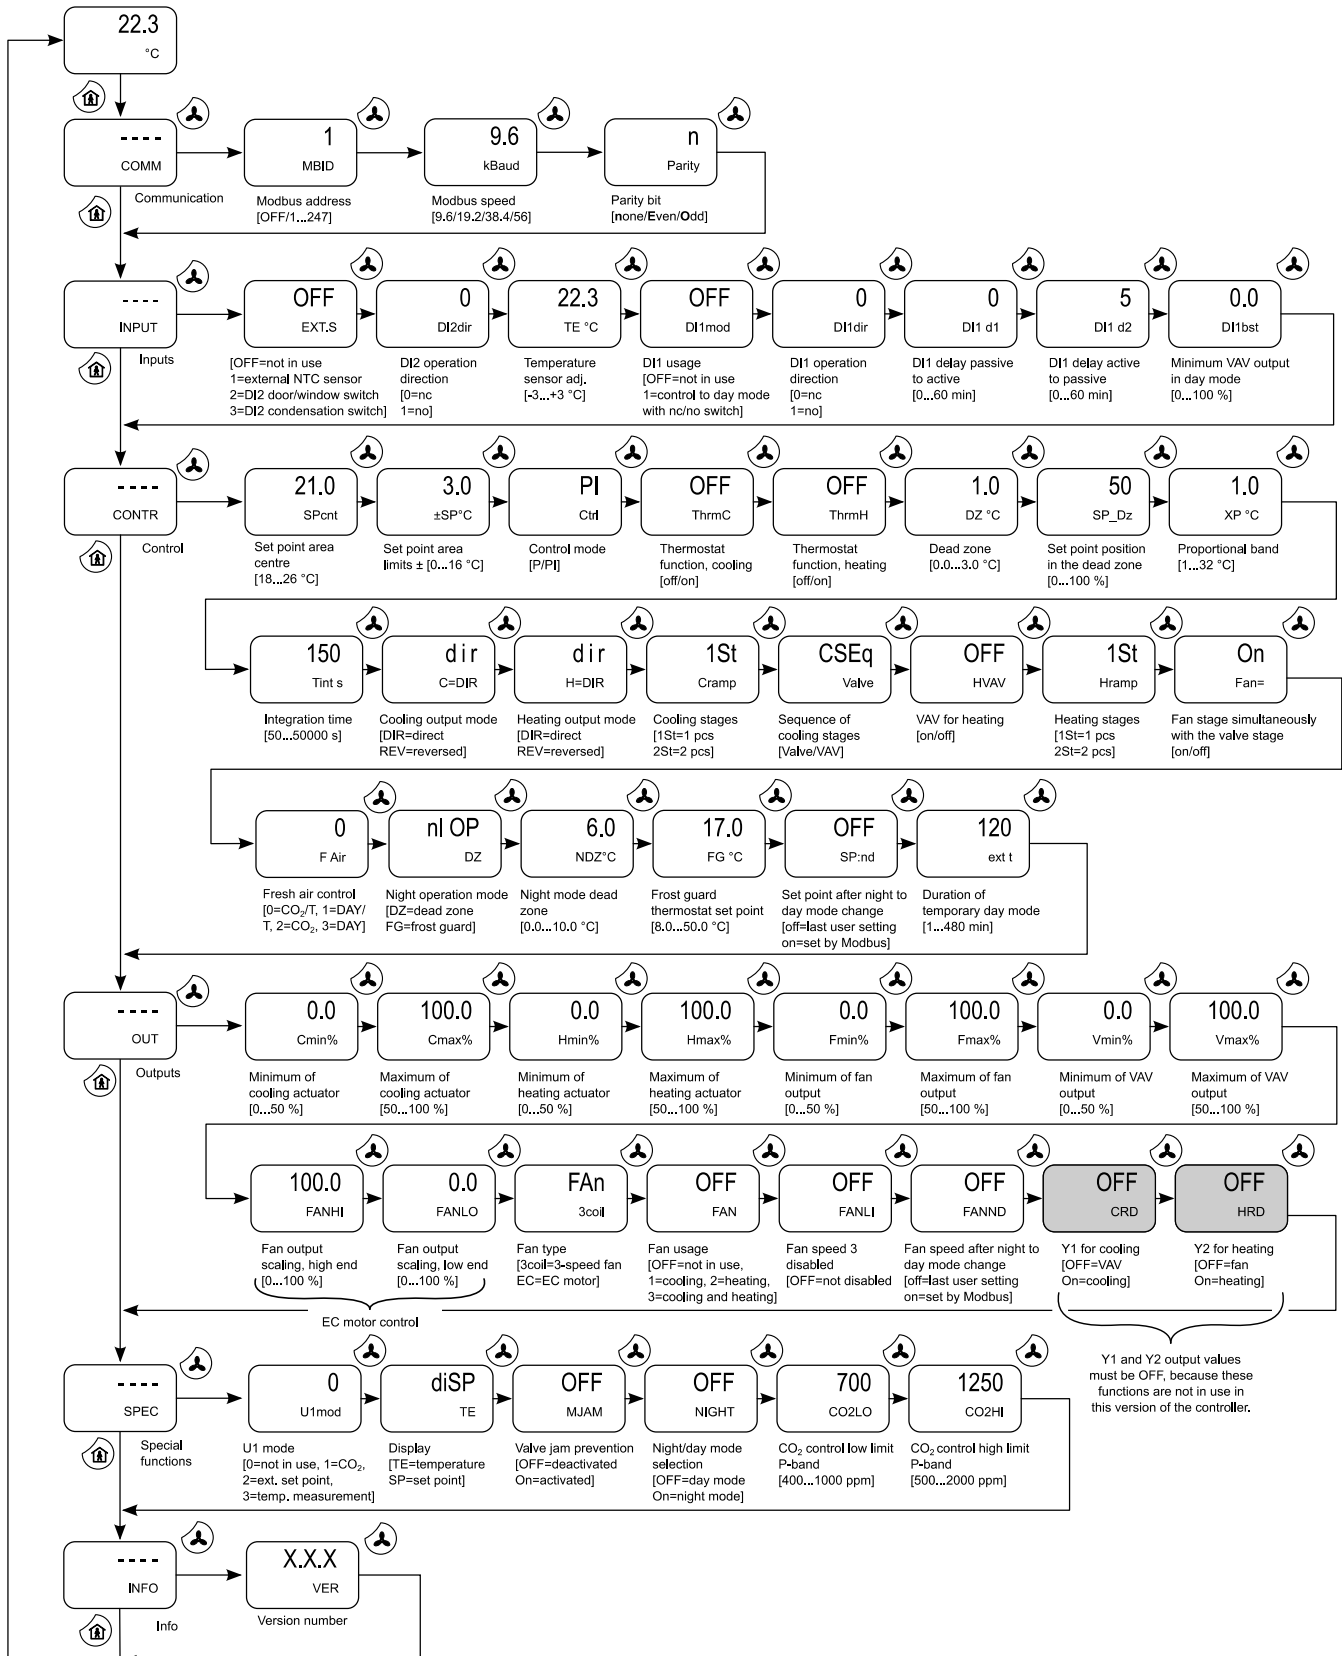 22.3
°C
----
COMM
Communication
1
MBID
Modbus address
[OFF/1...247]
9.6
kBaud
Modbus speed
[9.6/19.2/38.4/56]
n
Parity
Parity bit
[none/Even/Odd]
----
INPUT
Inputs
OFF
EXT.S
[OFF=not in use
1=external NTC sensor
2=DI2 door/window switch
3=DI2 condensation switch]
0
DI2dir
DI2 operation
direction
[0=nc
1=no]
22.3
TE °C
Temperature
sensor adj.
[-3...+3 °C]
OFF
DI1mod
DI1 usage
[OFF=not in use
1=control to day mode
with nc/no switch]
0
DI1dir
DI1 operation
direction
[0=nc
1=no]
0
DI1 d1
DI1 delay passive
to active
[0...60 min]
5
DI1 d2
DI1 delay active
to passive
[0...60 min]
0.0
DI1bst
Minimum VAV output
in day mode
[0...100 %]
----
CONTR
Control
21.0
SPcnt
Set point area
centre
[18...26 °C]
3.0
±SP°C
Set point area
limits ± [0...16 °C]
PI
Ctrl
Control mode
[P/PI]
OFF
ThrmC
Thermostat
function, cooling
[off/on]
OFF
ThrmH
Thermostat
function, heating
[off/on]
1.0
DZ °C
Dead zone
[0.0...3.0 °C]
50
SP_Dz
Set point position
in the dead zone
[0...100 %]
1.0
XP °C
Proportional band
[1...32 °C]
150
Tint s
Integration time
[50...50000 s]
dir
C=DIR
Cooling output mode
[DIR=direct
REV=reversed]
dir
H=DIR
Heating output mode
[DIR=direct
REV=reversed]
1St
Cramp
Cooling stages
[1St=1 pcs
2St=2 pcs]
CSEq
Valve
Sequence of
cooling stages
[Valve/VAV]
OFF
HVAV
VAV for heating
[on/off]
1St
Hramp
Heating stages
[1St=1 pcs
2St=2 pcs]
On
Fan=
Fan stage simultaneously
with the valve stage
[on/off]
0
F Air
Fresh air control
[0=CO₂/T, 1=DAY/
T, 2=CO₂, 3=DAY]
nI OP
DZ
Night operation mode
[DZ=dead zone
FG=frost guard]
6.0
NDZ°C
Night mode dead
zone
[0.0...10.0 °C]
17.0
FG °C
Frost guard
thermostat set point
[8.0...50.0 °C]
OFF
SP:nd
Set point after night to
day mode change
[off=last user setting
on=set by Modbus]
120
ext t
Duration of
temporary day mode
[1...480 min]
----
OUT
Outputs
0.0
Cmin%
Minimum of
cooling actuator
[0...50 %]
100.0
Cmax%
Maximum of
cooling actuator
[50...100 %]
0.0
Hmin%
Minimum of
heating actuator
[0...50 %]
100.0
Hmax%
Maximum of
heating actuator
[50...100 %]
0.0
Fmin%
Minimum of fan
output
[0...50 %]
100.0
Fmax%
Maximum of fan
output
[50...100 %]
0.0
Vmin%
Minimum of VAV
output
[0...50 %]
100.0
Vmax%
Maximum of VAV
output
[50...100 %]
100.0
FANHI
Fan output
scaling, high end
[0...100 %]
0.0
FANLO
Fan output
scaling, low end
[0...100 %]
EC motor control
FAn
3coil
Fan type
[3coil=3-speed fan
EC=EC motor]
OFF
FAN
Fan usage
[OFF=not in use,
1=cooling, 2=heating,
3=cooling and heating]
OFF
FANLI
Fan speed 3
disabled
[OFF=not disabled
OFF
FANND
Fan speed after night to
day mode change
[off=last user setting
on=set by Modbus]
OFF
CRD
Y1 for cooling
[OFF=VAV
On=cooling]
OFF
HRD
Y2 for heating
[OFF=fan
On=heating]
Y1 and Y2 output values
must be OFF, because these
functions are not in use in
this version of the controller.
----
SPEC
Special
functions
0
U1mod
U1 mode
[0=not in use, 1=CO₂,
2=ext. set point,
3=temp. measurement]
diSP
TE
Display
[TE=temperature
SP=set point]
OFF
MJAM
Valve jam prevention
[OFF=deactivated
On=activated]
OFF
NIGHT
Night/day mode
selection
[OFF=day mode
On=night mode]
700
CO2LO
CO₂ control low limit
P-band
[400...1000 ppm]
1250
CO2HI
CO₂ control high limit
P-band
[500...2000 ppm]
----
INFO
Info
X.X.X
VER
Version number